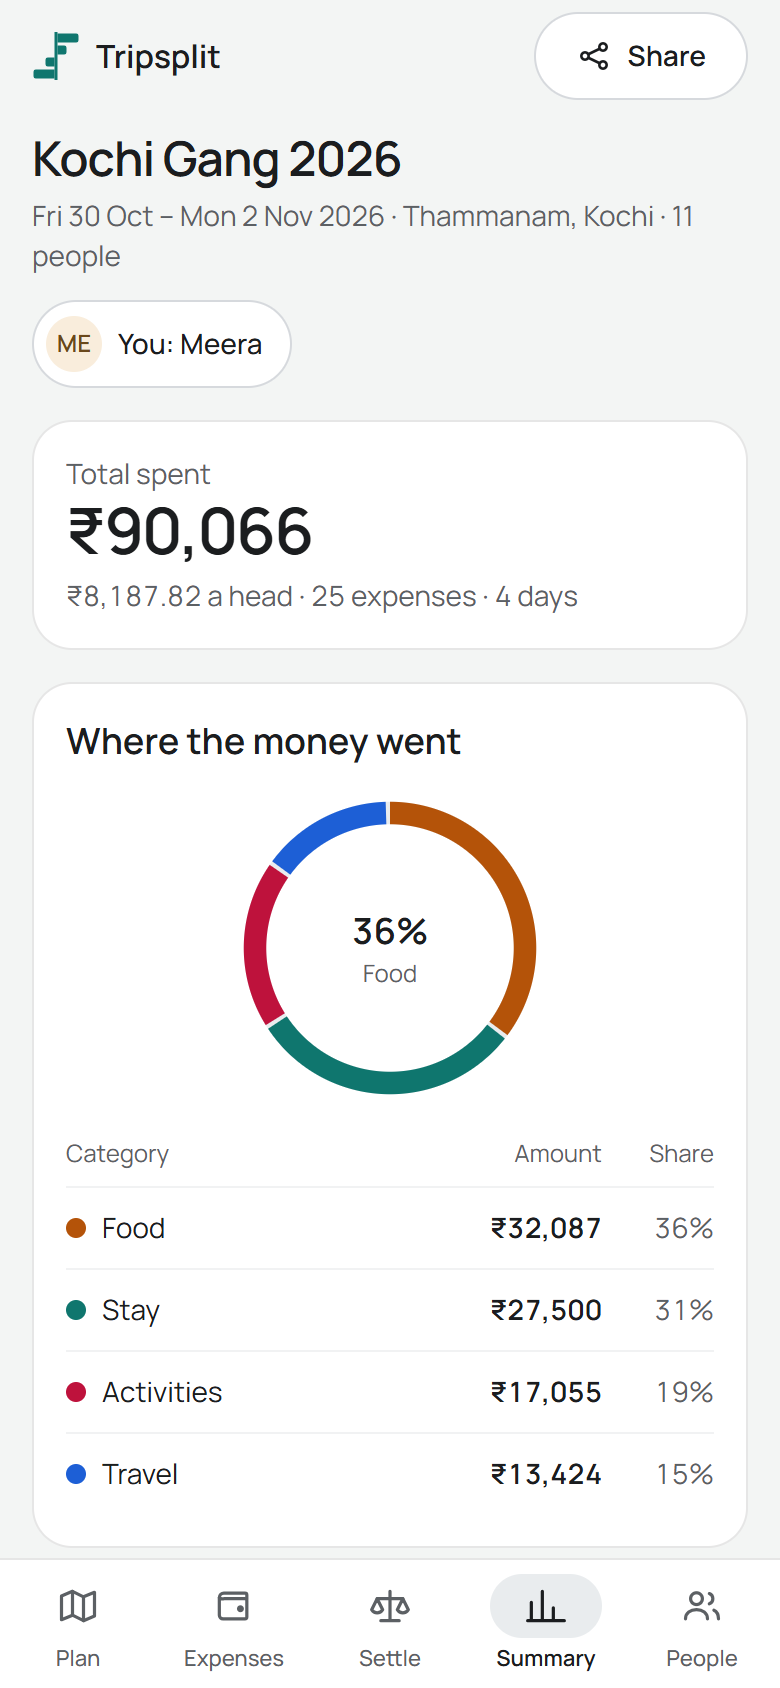 Tripsplit
Share
Kochi Gang 2026
Fri 30 Oct – Mon 2 Nov 2026 · Thammanam, Kochi · 11
people
ME You: Meera
Total spent
₹90,066
₹8,187.82 a head · 25 expenses · 4 days
Where the money went
36%
Food
Category Amount Share
Food ₹32,087 36%
Stay ₹27,500 31%
Activities ₹17,055 19%
Travel ₹13,424 15%
Plan Expenses Settle Summary People